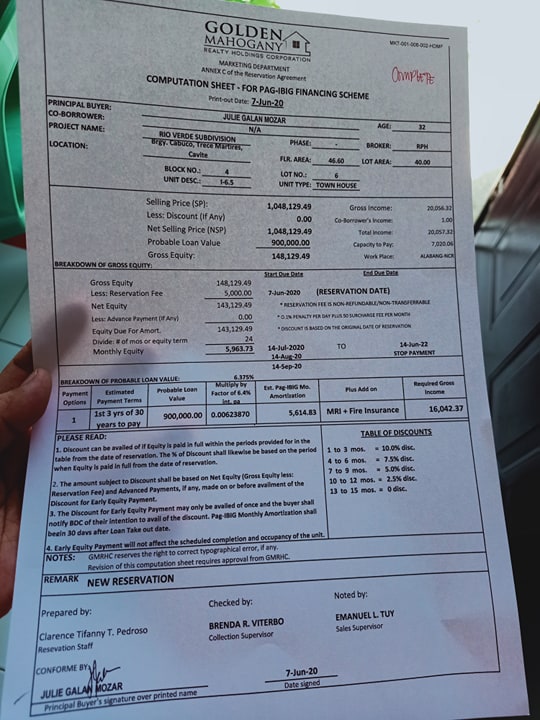 GOLDEN
MAHOGANY
REALTY HOLDINGS CORPORATION
MKT-001-006-002-HDMF
MARKETING DEPARTMENT
ANNEX C of the Reservation Agreement
COMPLETE
COMPUTATION SHEET - FOR PAG-IBIG FINANCING SCHEME
Print-out Date: 7-Jun-20
PRINCIPAL BUYER: JULIE GALAN MOZAR AGE: 32
CO-BORROWER: N/A
PROJECT NAME: RIO VERDE SUBDIVISION PHASE: - BROKER: RPH
LOCATION: Brgy. Cabuco, Trece Martires, Cavite FLR. AREA: 46.60 LOT AREA: 40.00
BLOCK NO.: 4 LOT NO.: 6
UNIT DESC.: I-6.5 UNIT TYPE: TOWN HOUSE
Selling Price (SP): 1,048,129.49 Gross Income: 20,056.32
Less: Discount (If Any) 0.00 Co-Borrower's Income: 1.00
Net Selling Price (NSP) 1,048,129.49 Total Income: 20,057.32
Probable Loan Value 900,000.00 Capacity to Pay: 7,020.06
Gross Equity: 148,129.49 Work Place: ALABANG-NCR
BREAKDOWN OF GROSS EQUITY:
Start Due Date End Due Date
Gross Equity 148,129.49
Less: Reservation Fee 5,000.00 7-Jun-2020 (RESERVATION DATE)
Net Equity 143,129.49 * RESERVATION FEE IS NON-REFUNDABLE/NON-TRANSFERRABLE
Less: Advance Payment (If Any) 0.00 * 0.1% PENALTY PER DAY PLUS 50 SURCHARGE FEE PER MONTH
Equity Due For Amort. 143,129.49 * DISCOUNT IS BASED ON THE ORIGINAL DATE OF RESERVATION
Divide: # of mos or equity term 24
Monthly Equity 5,963.73 14-Jul-2020 TO 14-Jun-22
14-Aug-20 STOP PAYMENT
14-Sep-20
BREAKDOWN OF PROBABLE LOAN VALUE: 6.375%
Payment Options Estimated Payment Terms Probable Loan Value Multiply by Factor of 6.4% Int. pa Est. Pag-IBIG Mo. Amortization Plus Add on Required Gross Income
1 1st 3 yrs of 30 years to pay 900,000.00 0.00623870 5,614.83 MRI + Fire Insurance 16,042.37
PLEASE READ:
1. Discount can be availed of if Equity is paid in full within the periods provided for in the
table from the date of reservation. The % of Discount shall likewise be based on the period
when Equity is paid in full from the date of reservation.
2. The amount subject to Discount shall be based on Net Equity (Gross Equity less:
Reservation Fee) and Advanced Payments, if any, made on or before availment of the
Discount for Early Equity Payment.
3. The Discount for Early Payment may only be availed of once and the buyer shall
notify BDC of their intention to avail of the discount. Pag-IBIG Monthly Amortization shall
begin 30 days after Loan Take out date.
4. Early Equity Payment will not affect the scheduled completion and occupancy of the unit.
TABLE OF DISCOUNTS
1 to 3 mos. = 10.0% disc.
4 to 6 mos. = 7.5% disc.
7 to 9 mos. = 5.0% disc.
10 to 12 mos. = 2.5% disc.
13 to 15 mos. = 0 disc.
NOTES: GMRHC reserves the right to correct typographical error, if any.
Revision of this computation sheet requires approval from GMRHC.
REMARK NEW RESERVATION
Prepared by: Checked by: Noted by:
Clarence Tifanny T. Pedroso BRENDA R. VITERBO EMANUEL L. TUY
Resevation Staff Collection Supervisor Sales Supervisor
CONFORME BY:
JULIE GALAN MOZAR 7-Jun-20
Principal Buyer's signature over printed name Date signed